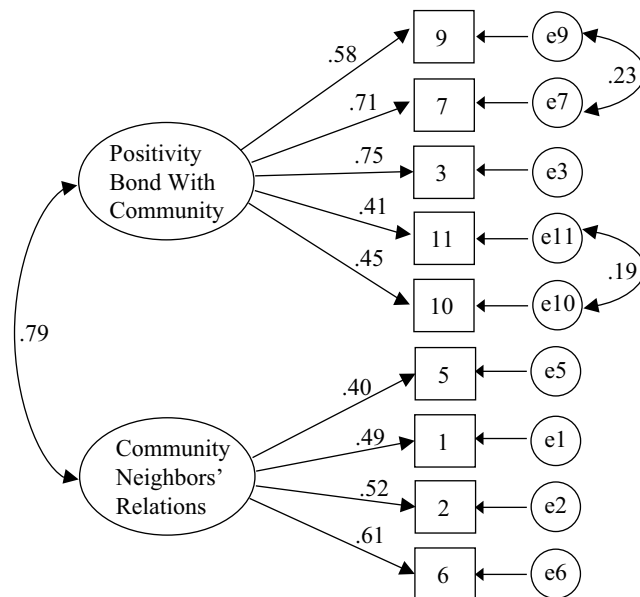 9
e9
.58
.23
.71
7
e7
Positivity
Bond With
Community
.75
3
e3
.41
11
e11
.45
.19
10
e10
.79
5
e5
.40
Community
Neighbors’
Relations
.49
1
e1
.52
2
e2
.61
6
e6